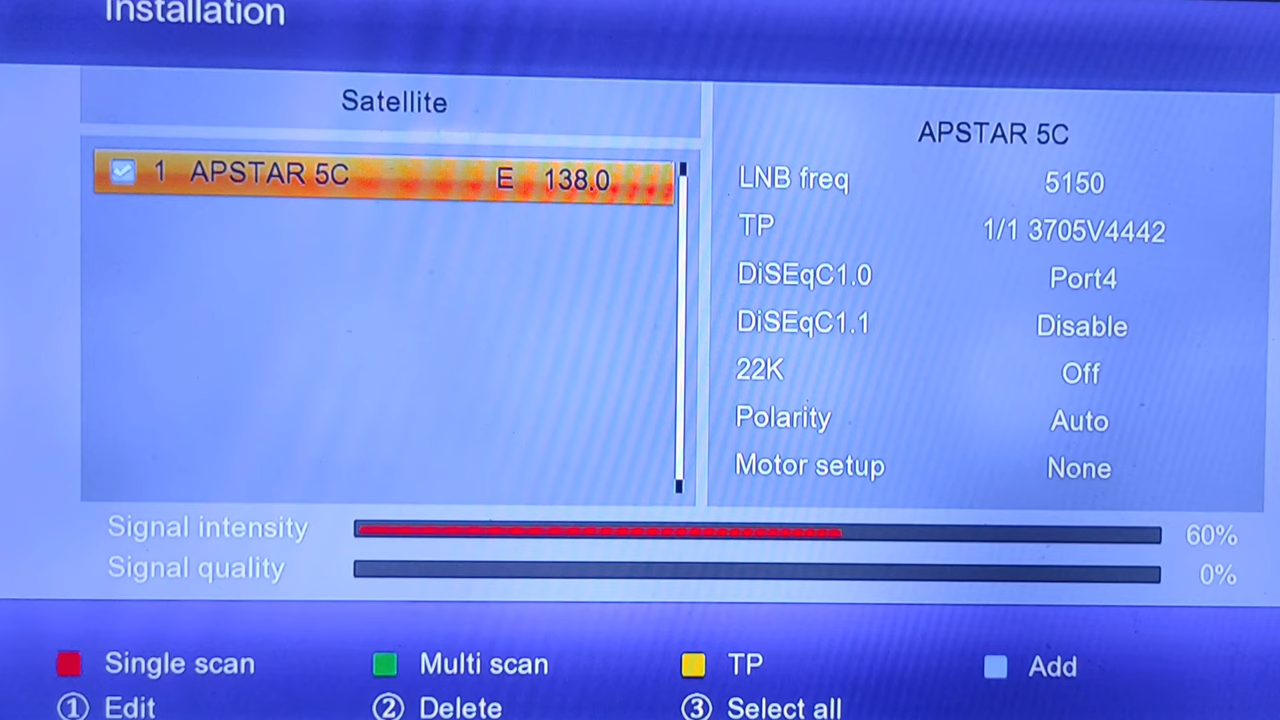 Installation
Satellite
1 APSTAR 5C E 138.0
APSTAR 5C
LNB freq 5150
TP 1/1 3705V4442
DiSEqC1.0 Port4
DiSEqC1.1 Disable
22K Off
Polarity Auto
Motor setup None
Signal intensity 60%
Signal quality 0%
Single scan Multi scan TP Add
1 Edit 2 Delete 3 Select all